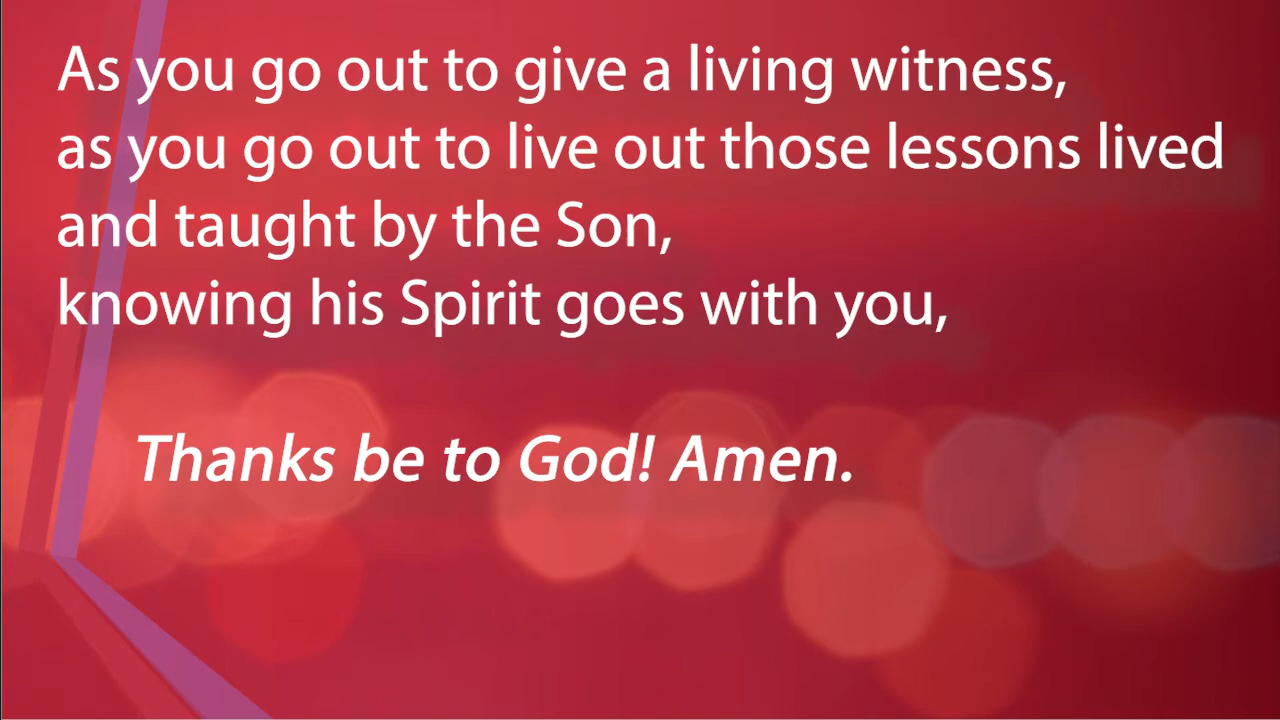 As you go out to give a living witness,
as you go out to live out those lessons lived
and taught by the Son,
knowing his Spirit goes with you,
Thanks be to God! Amen.